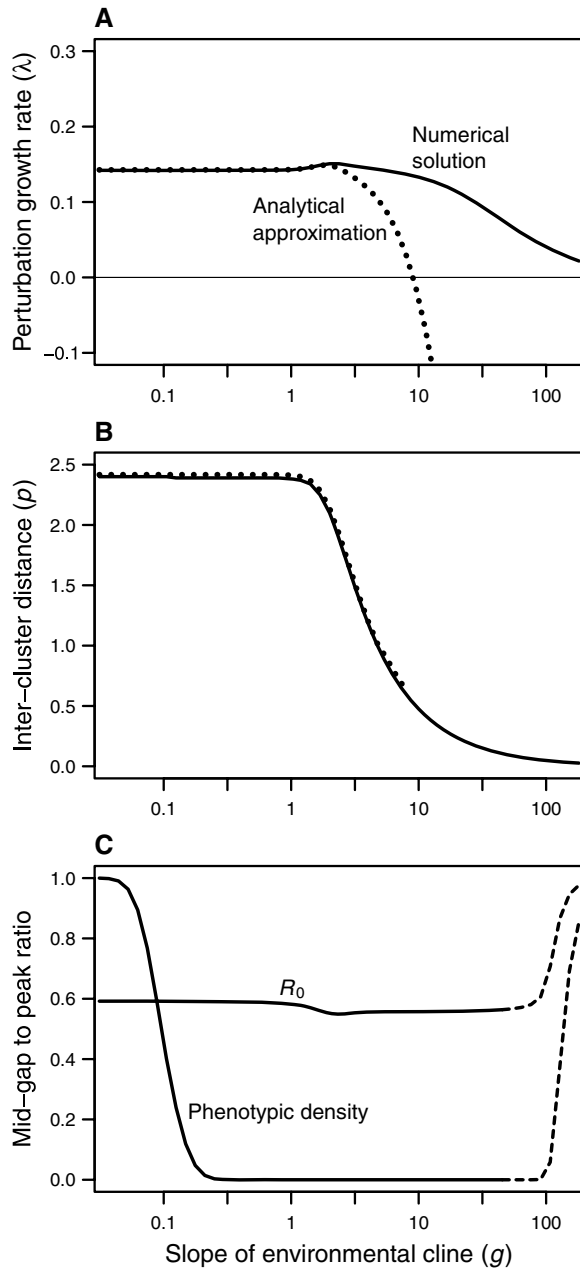 A
Perturbation growth rate (λ)
0.3
0.2
0.1
0.0
−0.1
Numerical
solution
Analytical
approximation
0.1
1
10
100
B
Inter−cluster distance (p)
2.5
2.0
1.5
1.0
0.5
0.0
0.1
1
10
100
C
Mid−gap to peak ratio
1.0
0.8
0.6
0.4
0.2
0.0
R0
Phenotypic density
0.1
1
10
100
Slope of environmental cline (g)